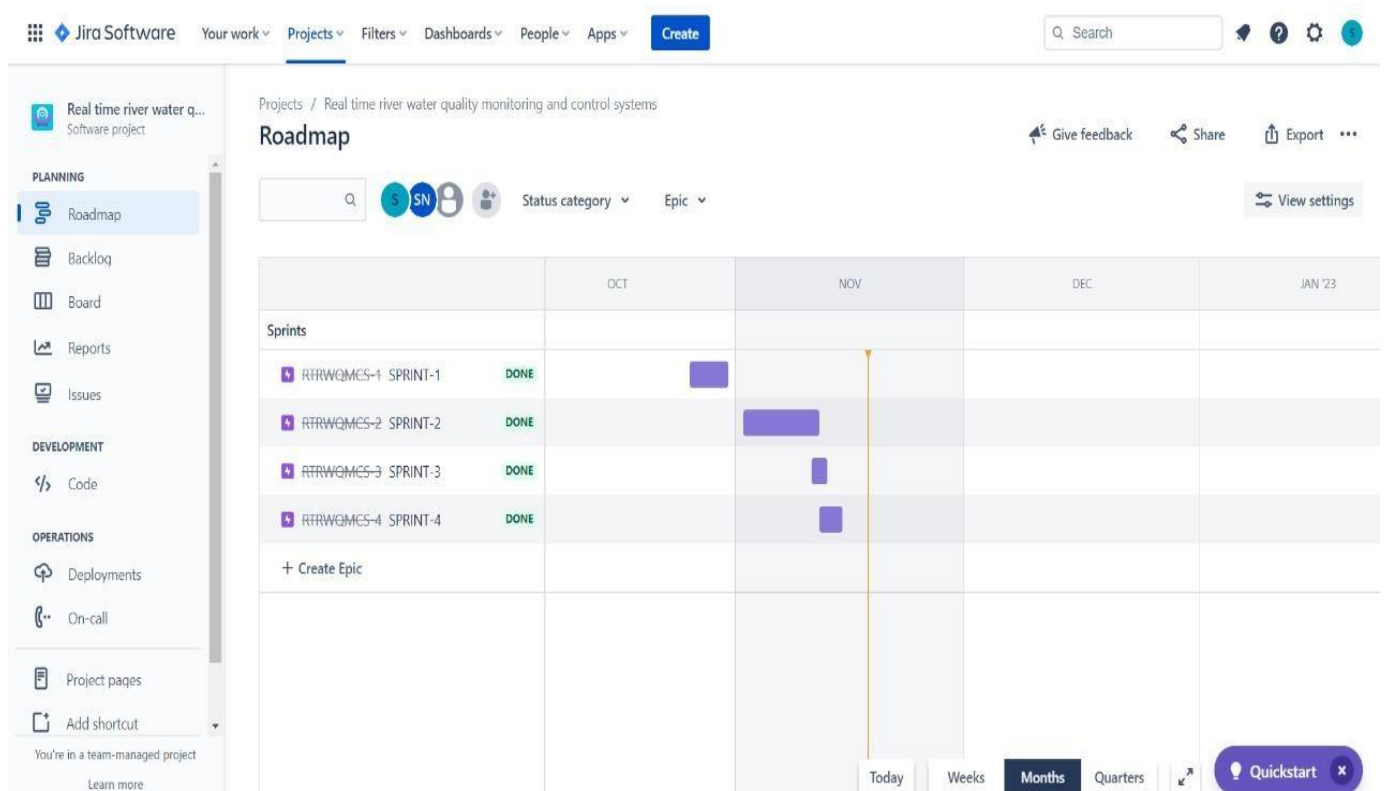 Jira Software Your work Projects Filters Dashboards People Apps Create Search S
Real time river water q...
Software project
PLANNING
Roadmap
Backlog
Board
Reports
Issues
DEVELOPMENT
Code
OPERATIONS
Deployments
On-call
Project pages
Add shortcut
You're in a team-managed project
Learn more
Projects / Real time river water quality monitoring and control systems
Roadmap
Give feedback Share Export
S SN Status category Epic View settings
OCT NOV DEC JAN '23
Sprints
RTRWQMCS-1 SPRINT-1 DONE
RTRWQMCS-2 SPRINT-2 DONE
RTRWQMCS-3 SPRINT-3 DONE
RTRWQMCS-4 SPRINT-4 DONE
+ Create Epic
Today Weeks Months Quarters Quickstart x